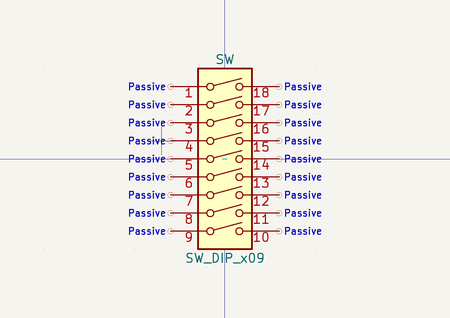 SW
Passive 1 18 Passive
Passive 2 17 Passive
Passive 3 16 Passive
Passive 4 15 Passive
Passive 5 14 Passive
Passive 6 13 Passive
Passive 7 12 Passive
Passive 8 11 Passive
Passive 9 10 Passive
SW_DIP_x09